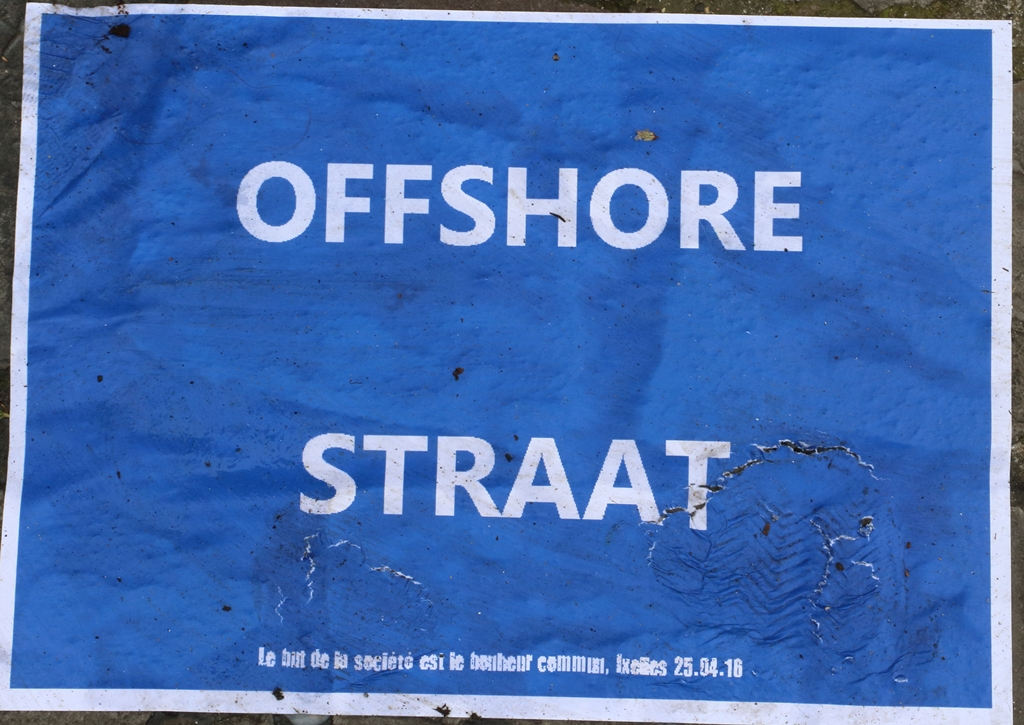 OFFSHORE
STRAAT
Le but de la société est le bonheur commun, Ixelles 25.04.16